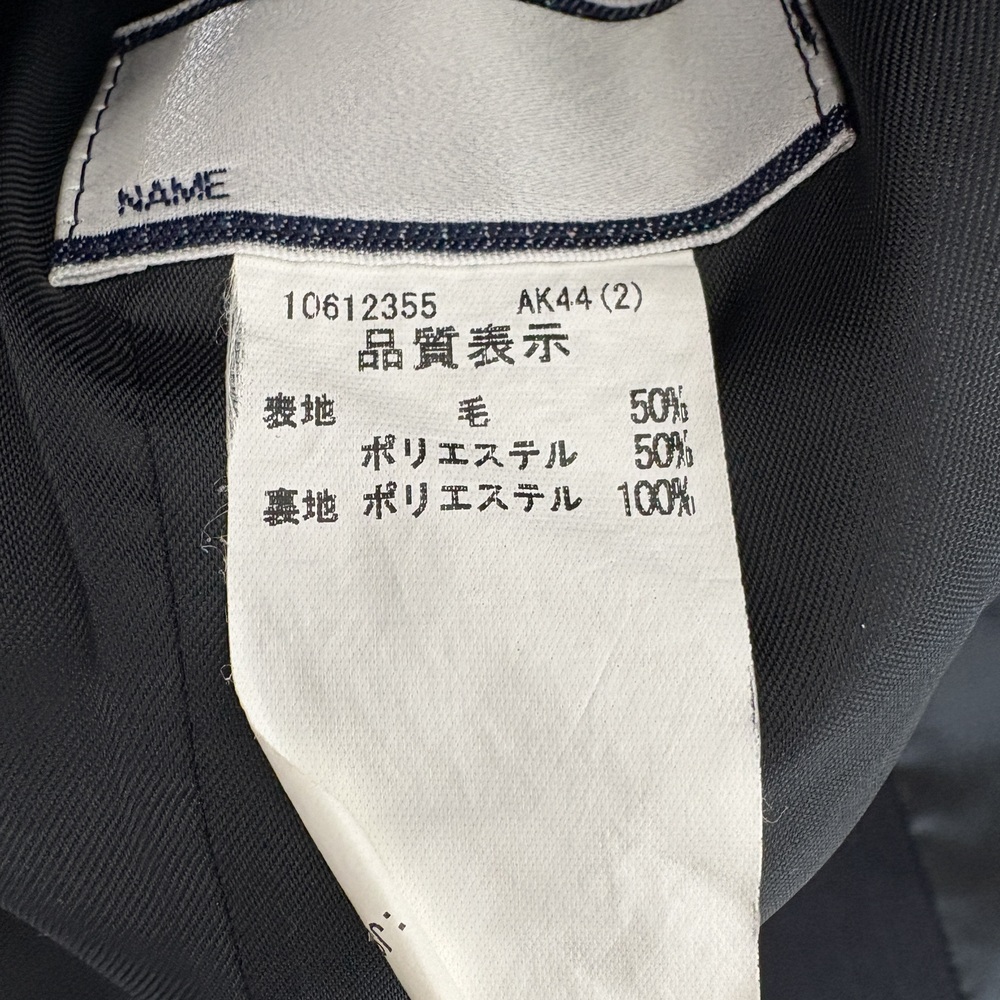 NAME
10612355 AK44(2)
品質表示
表地 毛 50%
ポリエステル 50%
裏地 ポリエステル 100%